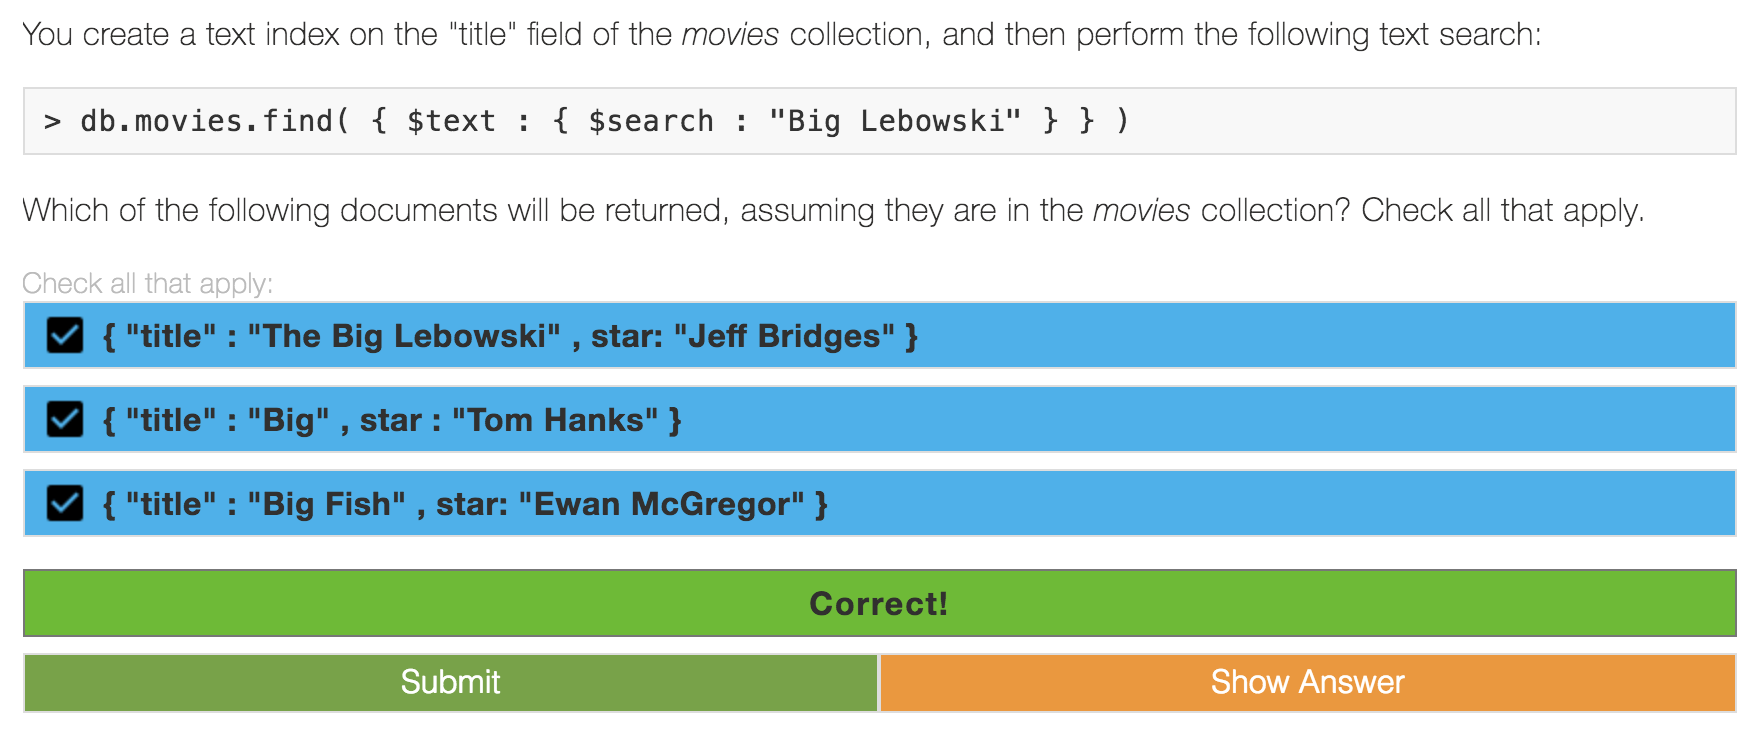 You create a text index on the "title" field of the movies collection, and then perform the following text search:
> db.movies.find( { $text : { $search : "Big Lebowski" } } )
Which of the following documents will be returned, assuming they are in the movies collection? Check all that apply.
Check all that apply:
{ "title" : "The Big Lebowski" , star: "Jeff Bridges" }
{ "title" : "Big" , star : "Tom Hanks" }
{ "title" : "Big Fish" , star: "Ewan McGregor" }
Correct!
Submit
Show Answer